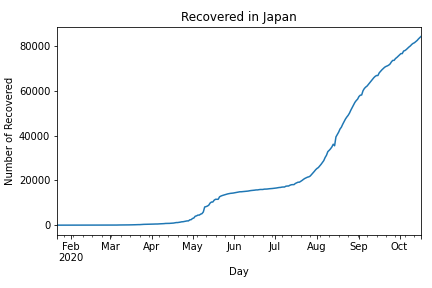 Recovered in Japan
Number of Recovered
80000
60000
40000
20000
0
Feb Mar Apr May Jun Jul Aug Sep Oct
2020
Day